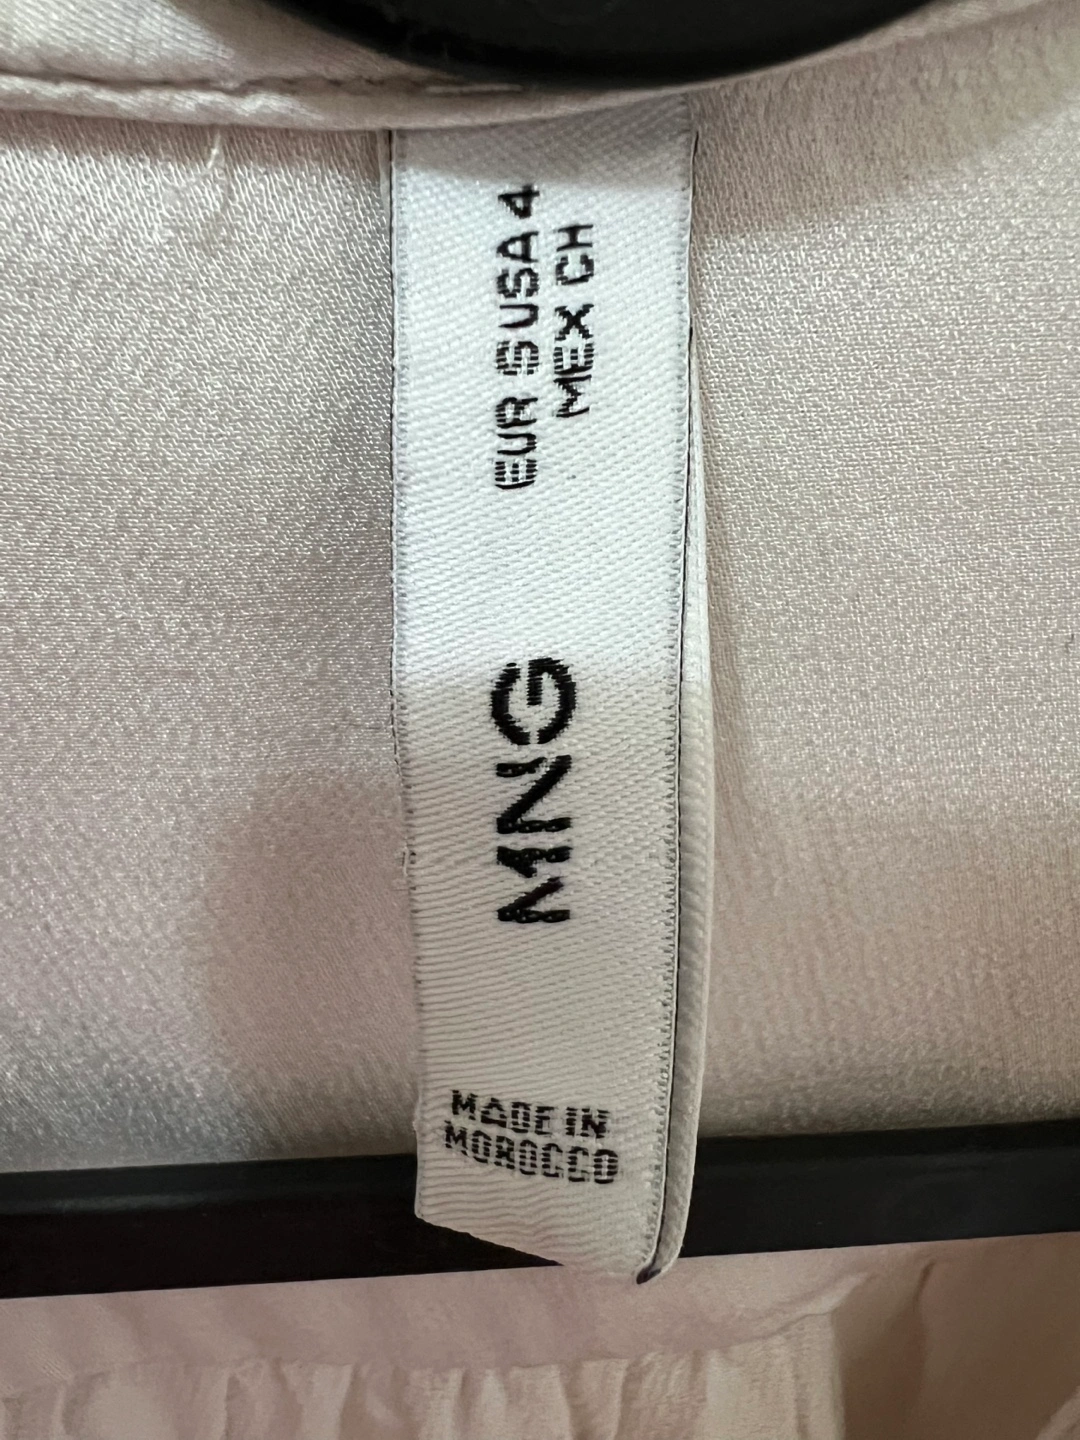 EUR S USA 4
MEX CH
MNG
MADE IN
MOROCCO